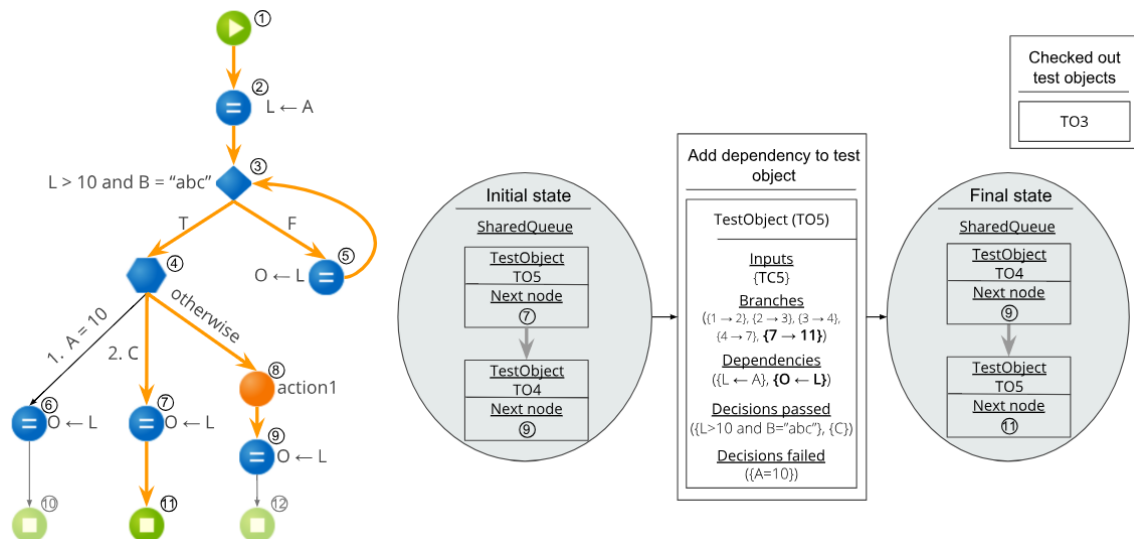 ①
②
L ← A
③
L > 10 and B = “abc”
T
F
④
⑤
O ← L
1. A = 10
2. C
otherwise
⑧
action1
⑥
O ← L
⑦
O ← L
⑨
O ← L
⑩
⑪
⑫
Initial state
SharedQueue
TestObject
TO5
Next node
⑦
TestObject
TO4
Next node
⑨
Add dependency to test
object
TestObject (TO5)
Inputs
{TC5}
Branches
({1 → 2}, {2 → 3}, {3 → 4},
{4 → 7}, {7 → 11})
Dependencies
({L ← A}, {O ← L})
Decisions passed
({L>10 and B=“abc”}, {C})
Decisions failed
({A=10})
Final state
SharedQueue
TestObject
TO4
Next node
⑨
TestObject
TO5
Next node
⑪
Checked out
test objects
TO3